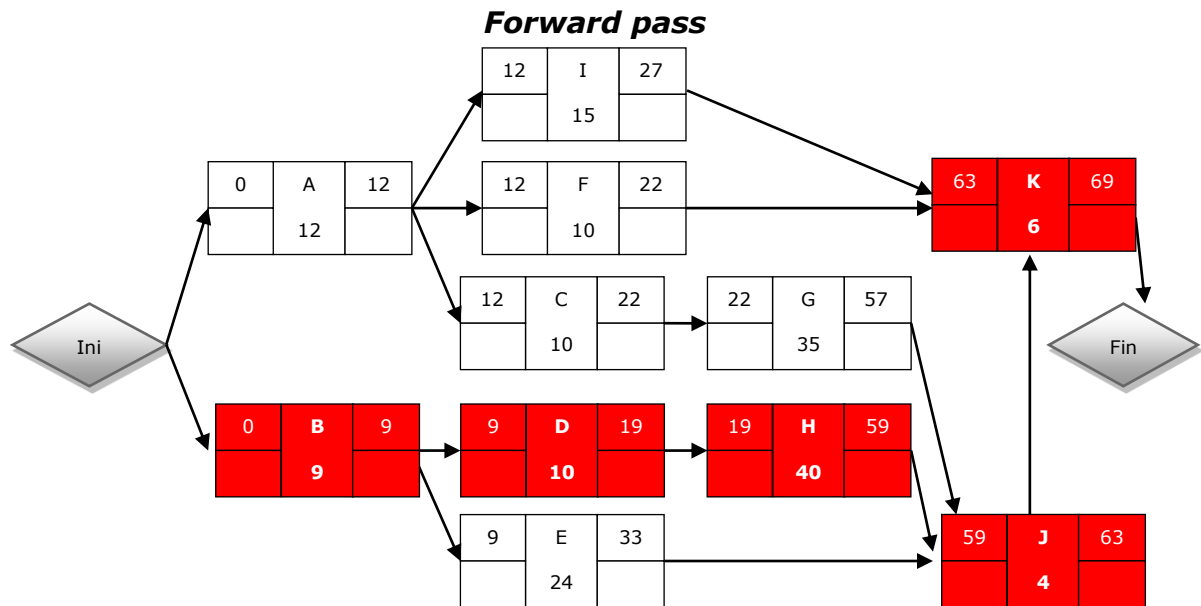 Forward pass
12 I 27
15
0 A 12
12
12 F 22
10
63 K 69
6
12 C 22
10
22 G 57
35
Ini
Fin
0 B 9
9
9 D 19
10
19 H 59
40
9 E 33
24
59 J 63
4